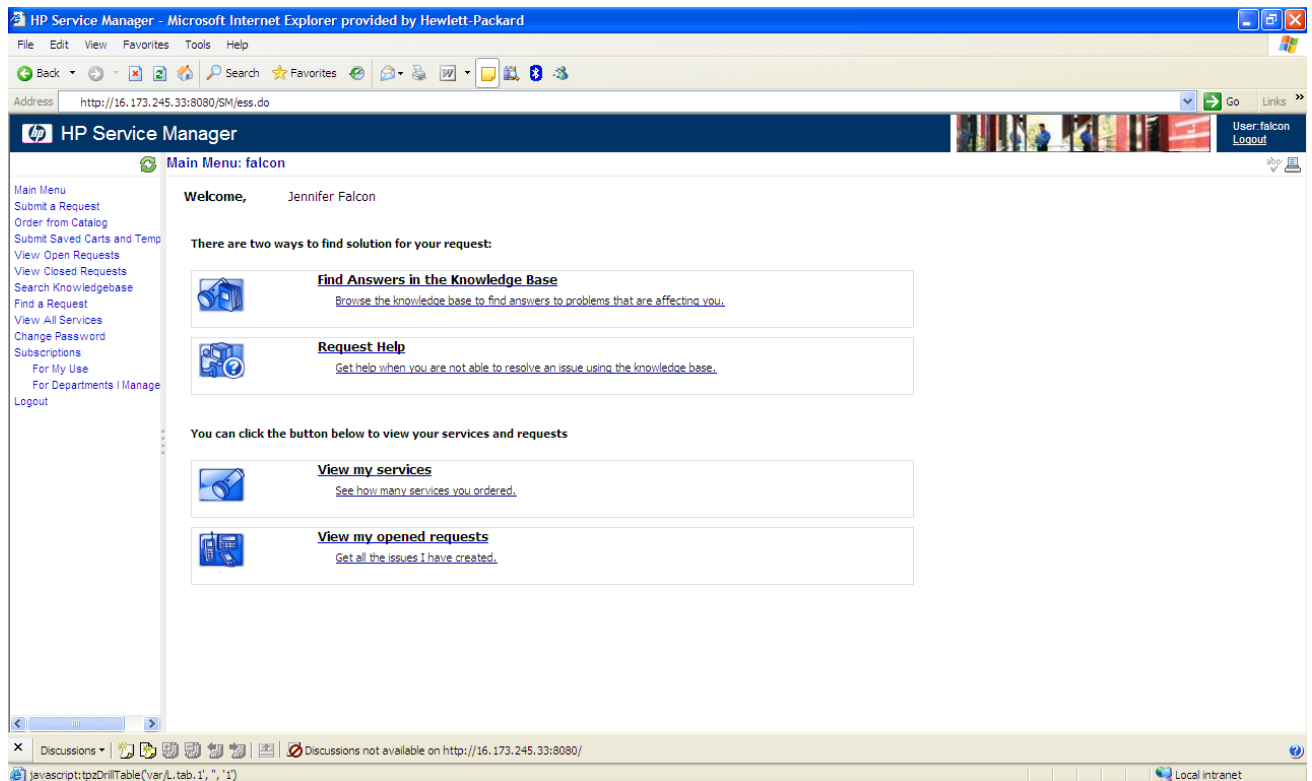 HP Service Manager - Microsoft Internet Explorer provided by Hewlett-Packard
File Edit View Favorites Tools Help
Back Search Favorites
Address http://16.173.245.33:8080/SM/ess.do Go Links »
hp HP Service Manager
User:falcon
Logout
Main Menu: falcon
abc
Main Menu
Submit a Request
Order from Catalog
Submit Saved Carts and Temp
View Open Requests
View Closed Requests
Search Knowledgebase
Find a Request
View All Services
Change Password
Subscriptions
For My Use
For Departments I Manage
Logout
Welcome, Jennifer Falcon
There are two ways to find solution for your request:
Find Answers in the Knowledge Base
Browse the knowledge base to find answers to problems that are affecting you.
Request Help
Get help when you are not able to resolve an issue using the knowledge base.
You can click the button below to view your services and requests
View my services
See how many services you ordered.
View my opened requests
Get all the issues I have created.
Discussions Discussions not available on http://16.173.245.33:8080/
javascript:tpzDrillTable('var/L.tab.1', '', '1') Local intranet